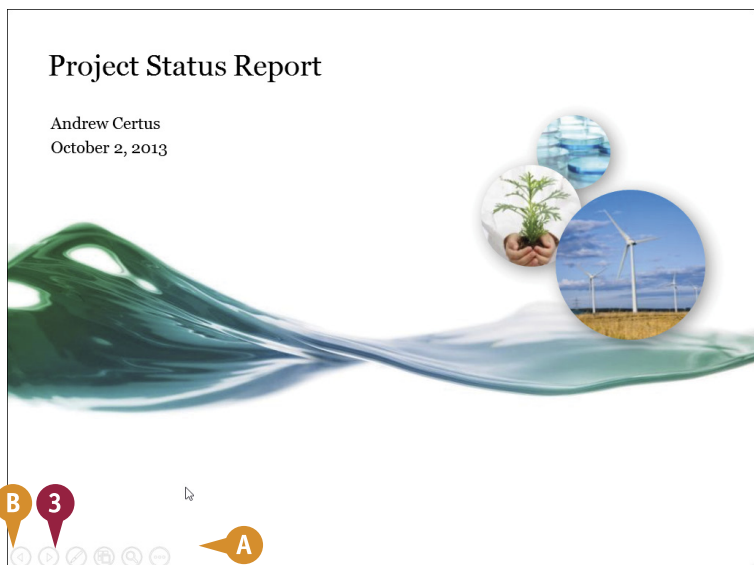 Project Status Report
Andrew Certus
October 2, 2013
B
3
A